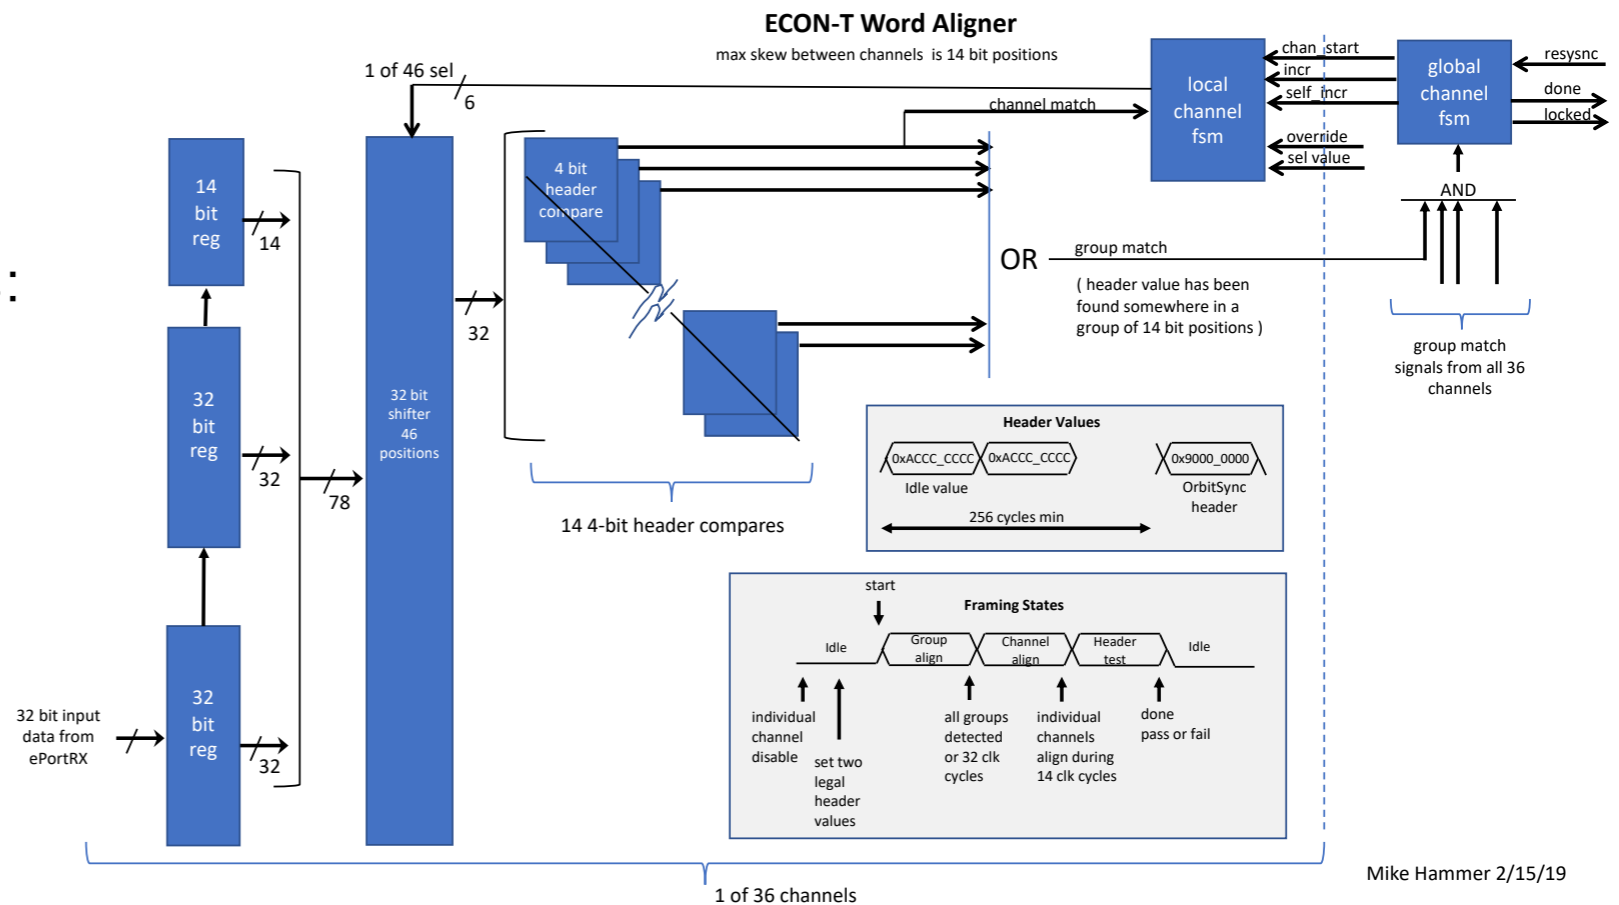 ECON-T Word Aligner
max skew between channels is 14 bit positions
1 of 46 sel
6
channel match
local
channel
fsm
chan_start
incr
self_incr
override
sel value
global
channel
fsm
resysnc
done
locked
AND
14
bit
reg
14
32
bit
reg
32
32
bit
reg
32
32 bit input
data from
ePortRX
78
32 bit
shifter
46
positions
32
4 bit
header
compare
14 4-bit header compares
OR
group match
( header value has been
found somewhere in a
group of 14 bit positions )
group match
signals from all 36
channels
:
Header Values
0xACCC_CCCC
0xACCC_CCCC
0x9000_0000
Idle value
OrbitSync
header
256 cycles min
start
Framing States
Idle
Group
align
Channel
align
Header
test
Idle
individual
channel
disable
set two
legal
header
values
all groups
detected
or 32 clk
cycles
individual
channels
align during
14 clk cycles
done
pass or fail
1 of 36 channels
Mike Hammer 2/15/19